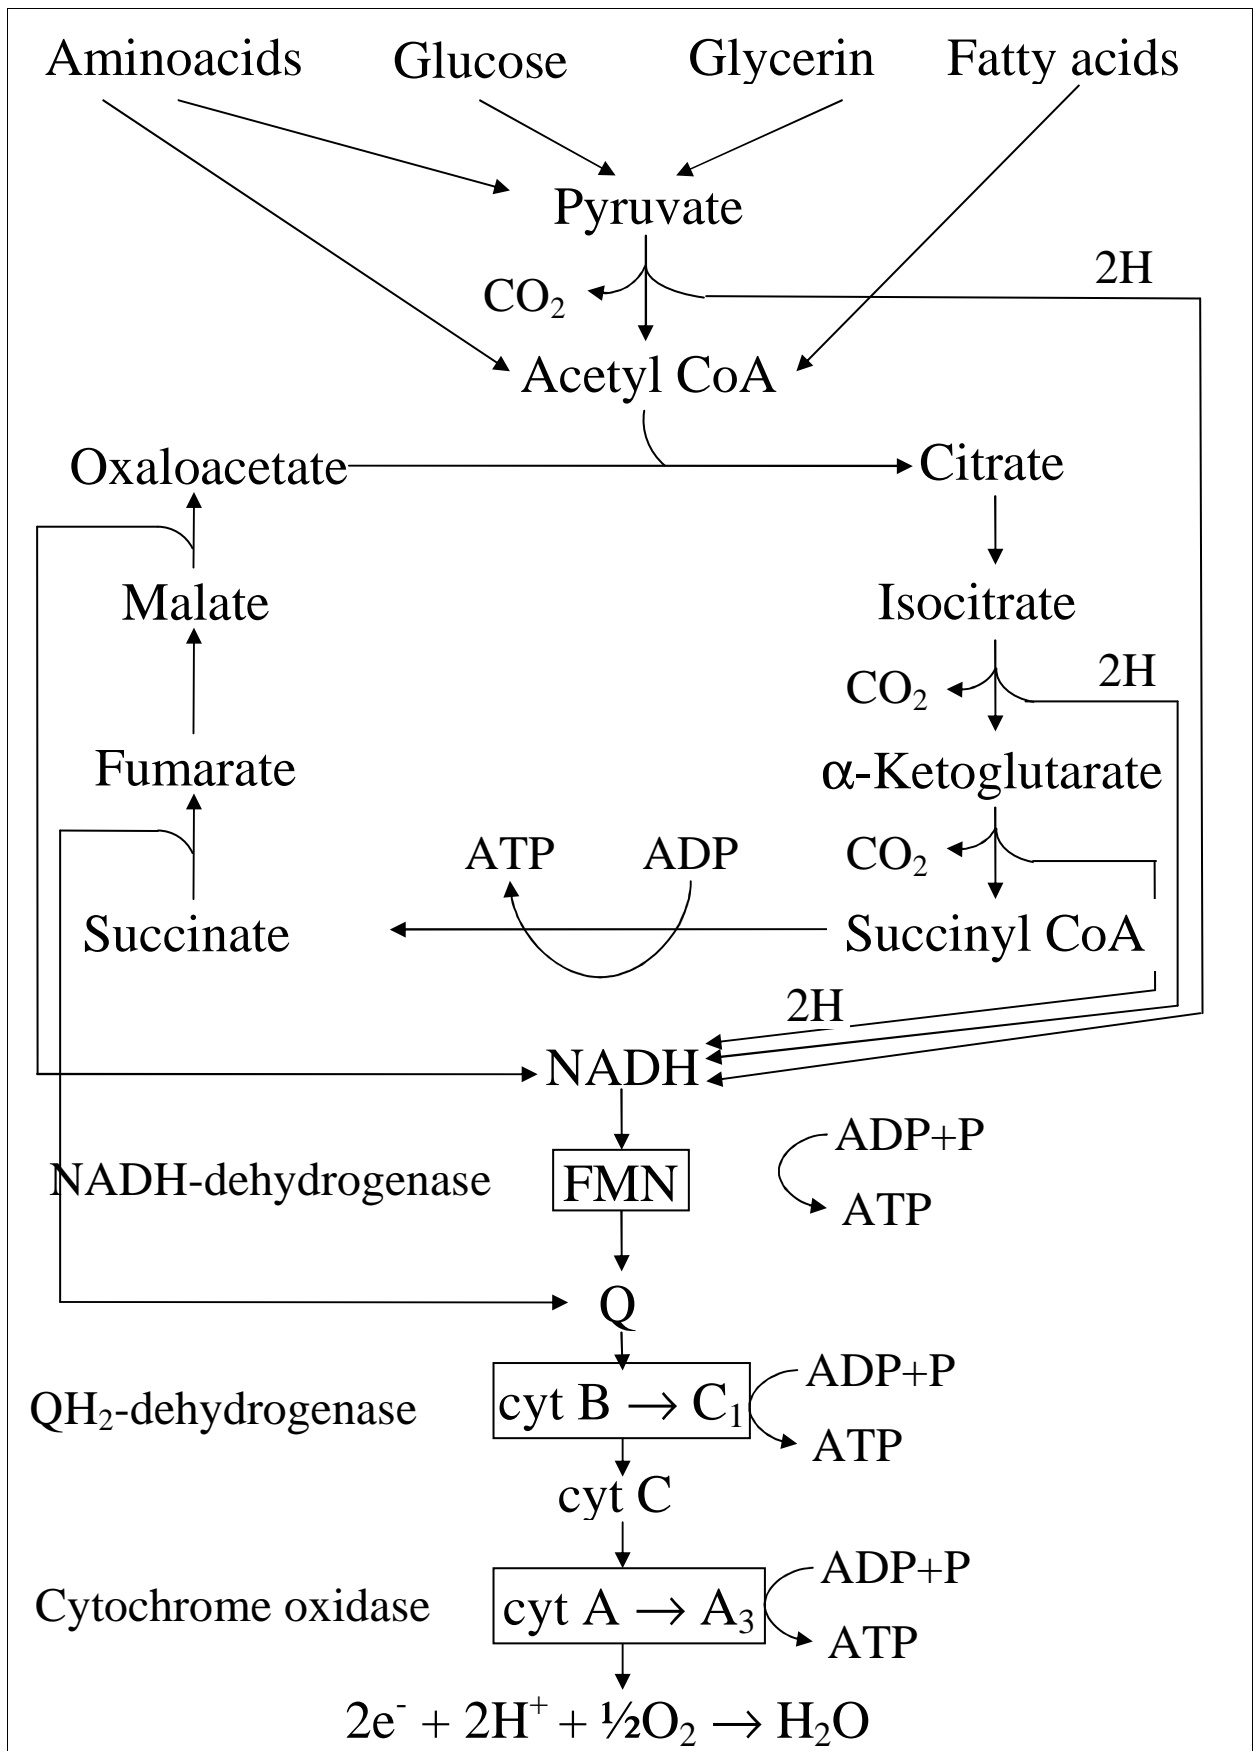 Aminoacids Glucose Glycerin Fatty acids
Pyruvate
2H
CO₂
Acetyl CoA
Oxaloacetate Citrate
Malate Isocitrate
2H
CO₂
Fumarate α-Ketoglutarate
ATP ADP CO₂
Succinate Succinyl CoA
2H
NADH
ADP+P
NADH-dehydrogenase FMN
ATP
Q
ADP+P
QH₂-dehydrogenase cyt B → C₁
ATP
cyt C
ADP+P
Cytochrome oxidase cyt A → A₃
ATP
2e⁻ + 2H⁺ + ½O₂ → H₂O